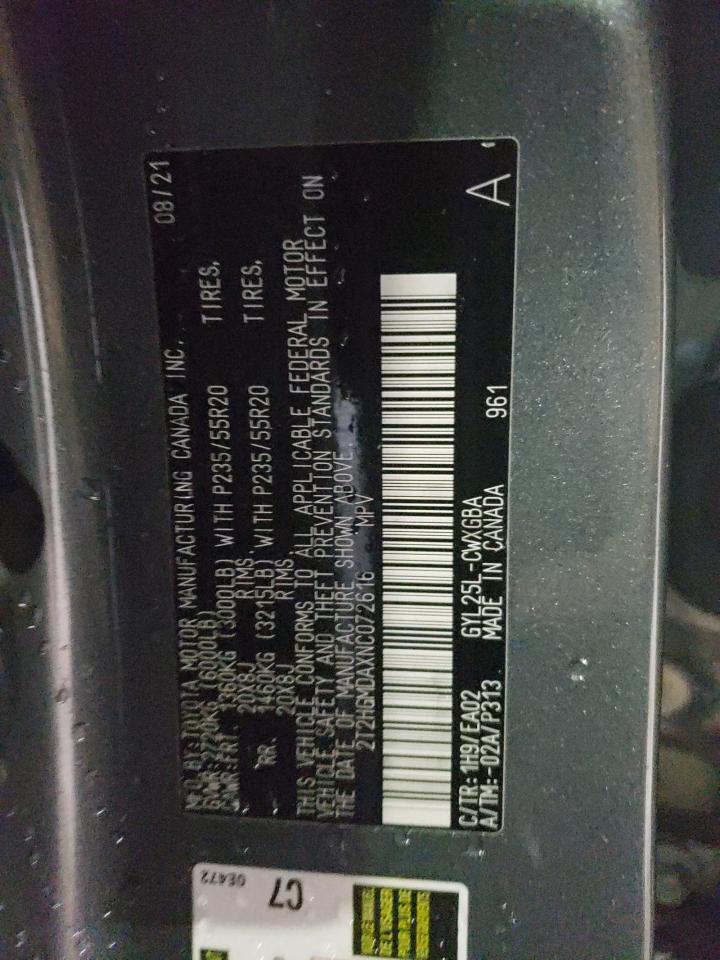 MFD.BY:TOYOTA MOTOR MANUFACTURING CANADA INC. 08/21
GVWR:2720KG (6000LB)
GAWR:FRT. 1360KG (3000LB) WITH P235/55R20 TIRES,
20X8J RIMS,
RR. 1460KG (3215LB) WITH P235/55R20 TIRES,
20X8J RIMS,
THIS VEHICLE CONFORMS TO ALL APPLICABLE FEDERAL MOTOR
VEHICLE SAFETY AND THEFT PREVENTION STANDARDS IN EFFECT ON
THE DATE OF MANUFACTURE SHOWN ABOVE.
2T2HGMDAXNC072616 MPV
C/TR: 1H9/EA02 GYL25L-CWXGBA
A/TM:-02A/P313 MADE IN CANADA 961 A
0E472
C7